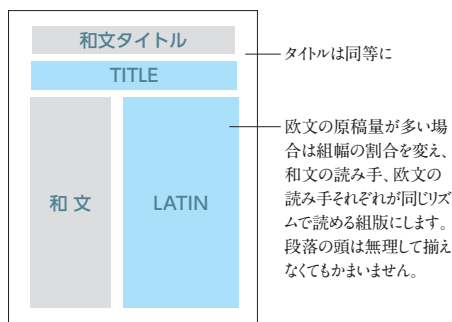 和文タイトル
TITLE
和 文
LATIN
タイトルは同等に
欧文の原稿量が多い場
合は組幅の割合を変え、
和文の読み手、欧文の
読み手それぞれが同じリズ
ムで読める組版にします。
段落の頭は無理して揃え
なくてもかまいません。